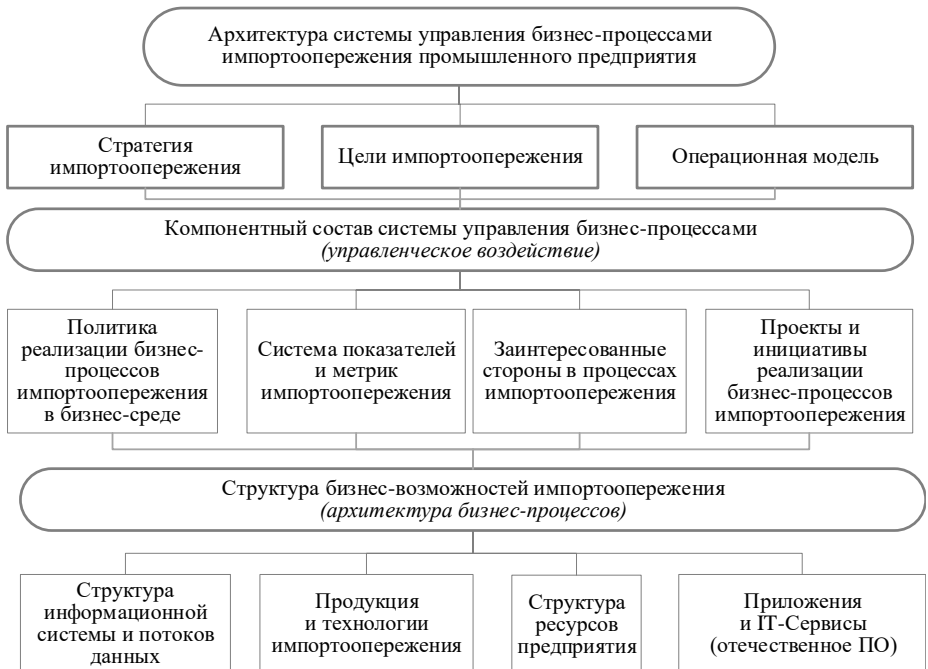 Архитектура системы управления бизнес-процессами
импортоопережения промышленного предприятия
Стратегия
импортоопережения
Цели импортоопережения
Операционная модель
Компонентный состав системы управления бизнес-процессами
(управленческое воздействие)
Политика
реализации бизнес-
процессов
импортоопережения
в бизнес-среде
Система показателей
и метрик
импортоопережения
Заинтересованные
стороны в процессах
импортоопережения
Проекты и
инициативы
реализации
бизнес-процессов
импортоопережения
Структура бизнес-возможностей импортоопережения
(архитектура бизнес-процессов)
Структура
информационной
системы и потоков
данных
Продукция
и технологии
импортоопережения
Структура
ресурсов
предприятия
Приложения
и IT-Сервисы
(отечественное ПО)